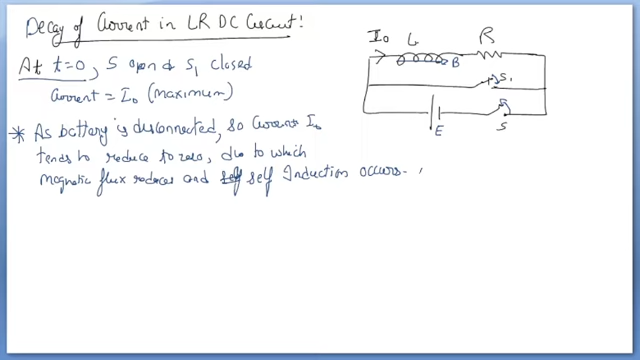 Decay of Current in LR DC Circuit!
At t=0, S open & S1 closed
Current = I0 (maximum)
* As battery is disconnected, so Current I0
tends to reduce to zero, due to which
magnetic flux reduces and self self Induction occurs.
I0 L R
B
S1
E S